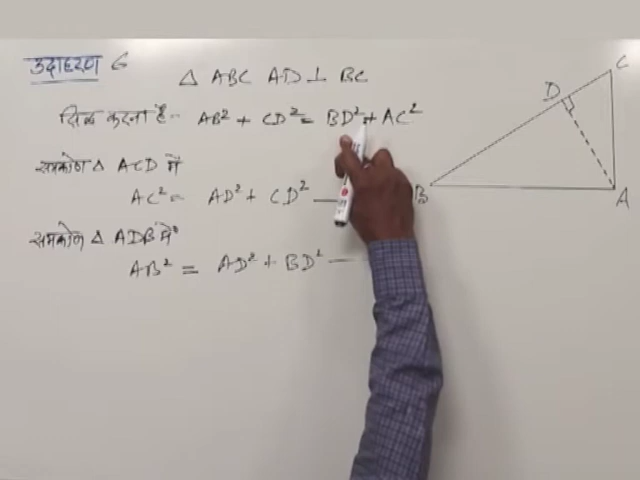 उदाहरण 6
△ ABC AD ⊥ BC
सिद्ध करना है - AB² + CD² = BD² + AC²
समकोण △ ACD में
AC² = AD² + CD² —
समकोण △ ADB में
AB² = AD² + BD² —
C
D
B
A